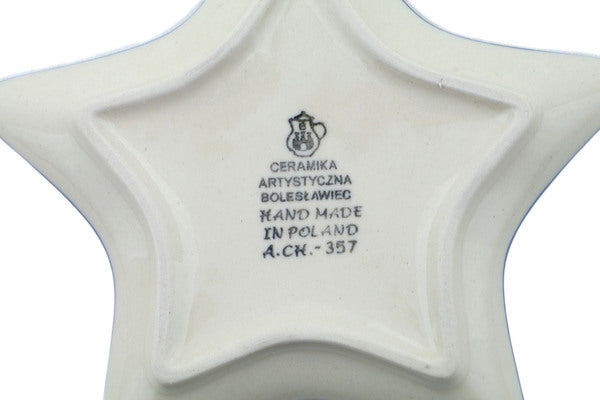 CERAMIKA
ARTYSTYCZNA
BOLESŁAWIEC
HAND MADE
IN POLAND
A.CH.- 357